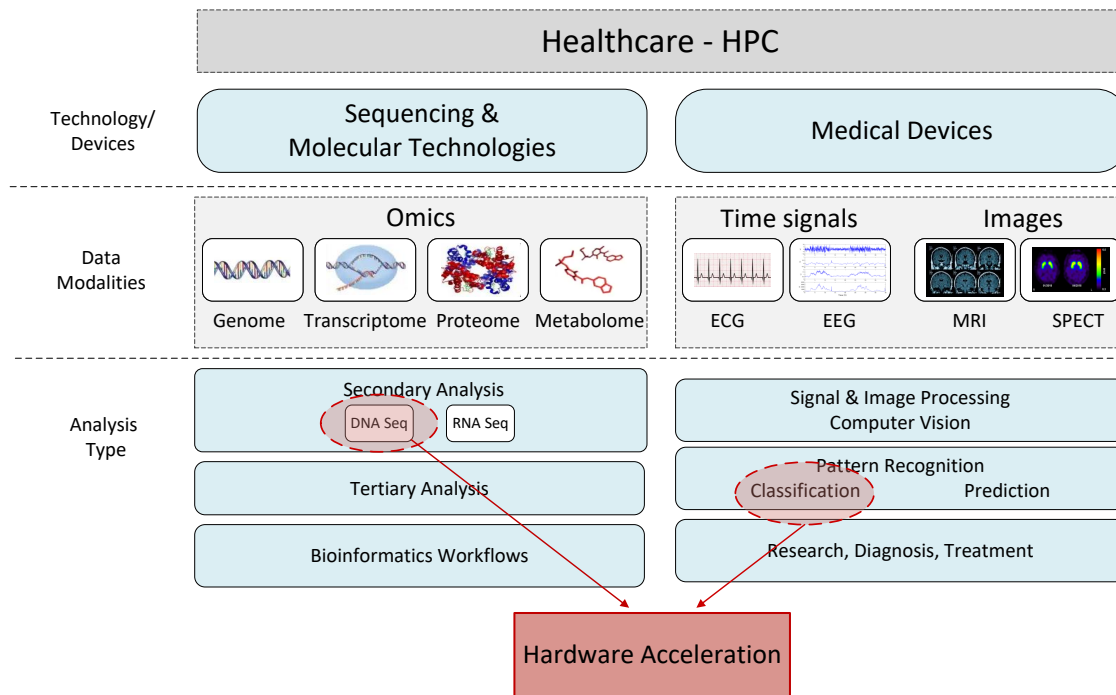 Healthcare - HPC
Technology/
Devices
Sequencing &
Molecular Technologies
Medical Devices
Data
Modalities
Omics
Genome
Transcriptome
Proteome
Metabolome
Time signals
Images
ECG
EEG
MRI
SPECT
Analysis
Type
Secondary Analysis
DNA Seq
RNA Seq
Tertiary Analysis
Bioinformatics Workflows
Signal & Image Processing
Computer Vision
Pattern Recognition
Classification
Prediction
Research, Diagnosis, Treatment
Hardware Acceleration